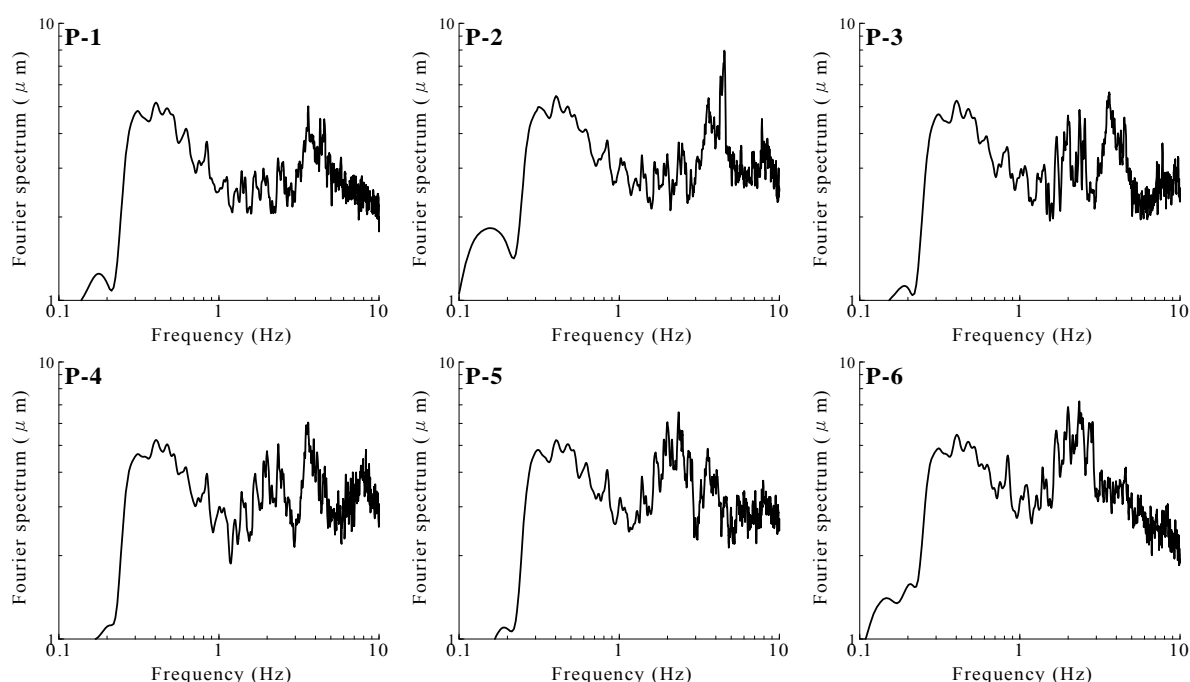 10 P-1 10 P-2 10 P-3
Fourier spectrum ( μ m) Fourier spectrum ( μ m) Fourier spectrum ( μ m)
1 1 1
0.1 1 10 0.1 1 10 0.1 1 10
Frequency (Hz) Frequency (Hz) Frequency (Hz)
10 P-4 10 P-5 10 P-6
Fourier spectrum ( μ m) Fourier spectrum ( μ m) Fourier spectrum ( μ m)
1 1 1
0.1 1 10 0.1 1 10 0.1 1 10
Frequency (Hz) Frequency (Hz) Frequency (Hz)